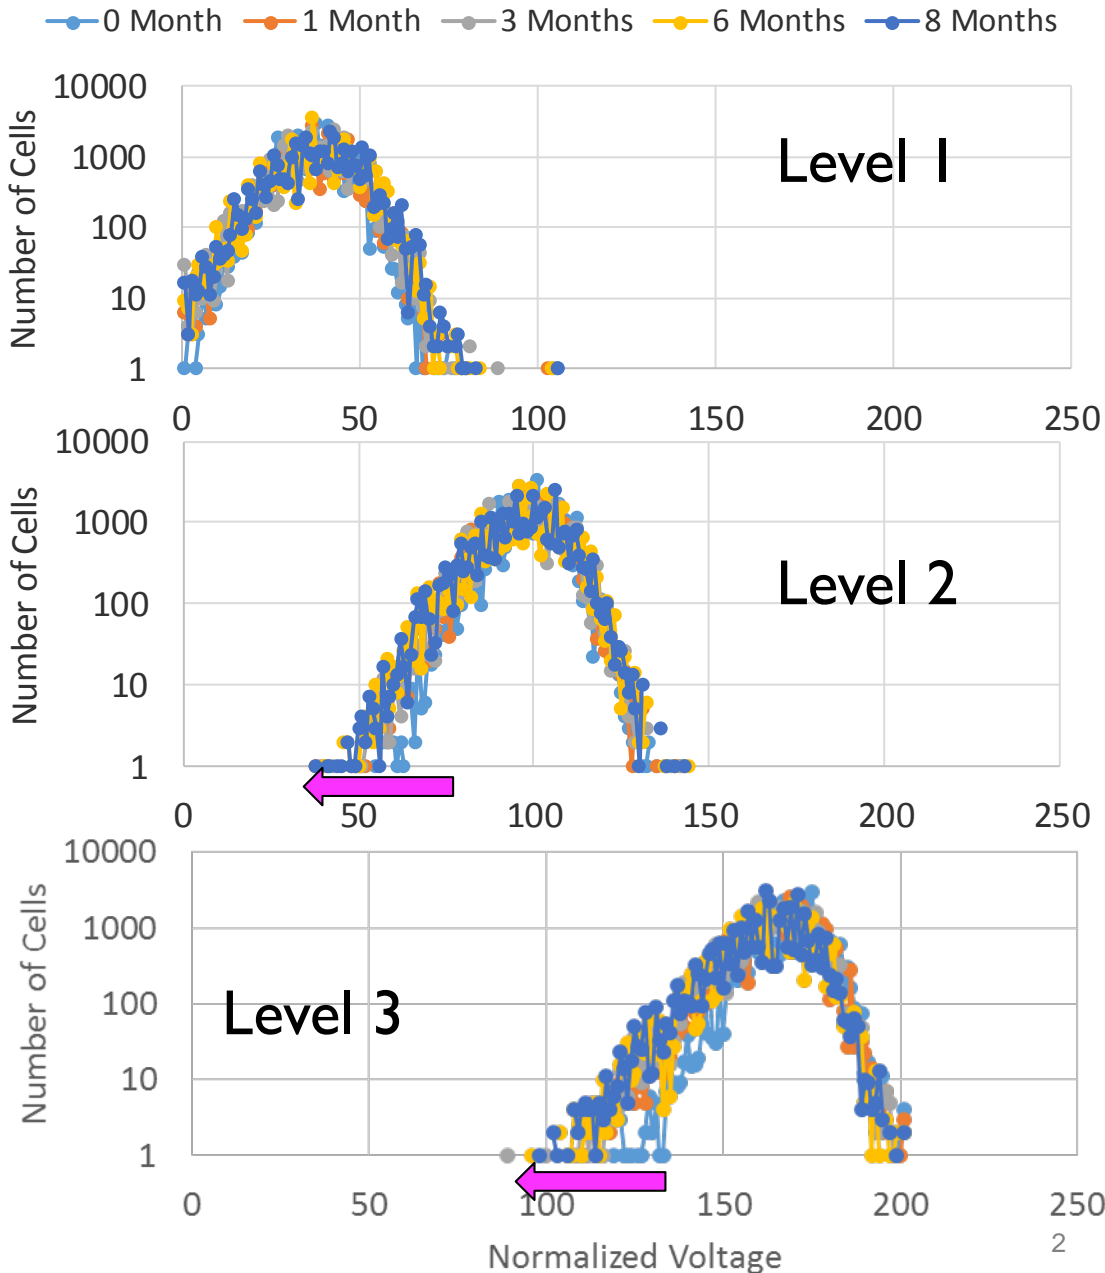 0 Month 1 Month 3 Months 6 Months 8 Months
10000
1000
100
10
1
Number of Cells
Level 1
0 50 100 150 200 250
10000
1000
100
10
1
Number of Cells
Level 2
0 50 100 150 200 250
10000
1000
100
10
1
Number of Cells
Level 3
0 50 100 150 200 250
Normalized Voltage
2